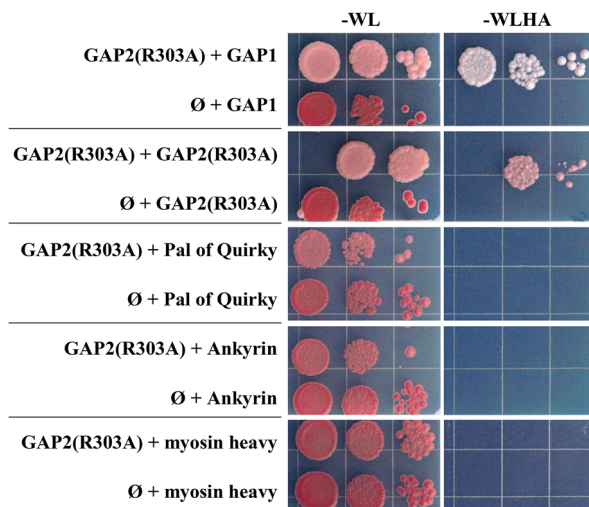 -WL
-WLHA
GAP2(R303A) + GAP1
Ø + GAP1
GAP2(R303A) + GAP2(R303A)
Ø + GAP2(R303A)
GAP2(R303A) + Pal of Quirky
Ø + Pal of Quirky
GAP2(R303A) + Ankyrin
Ø + Ankyrin
GAP2(R303A) + myosin heavy
Ø + myosin heavy